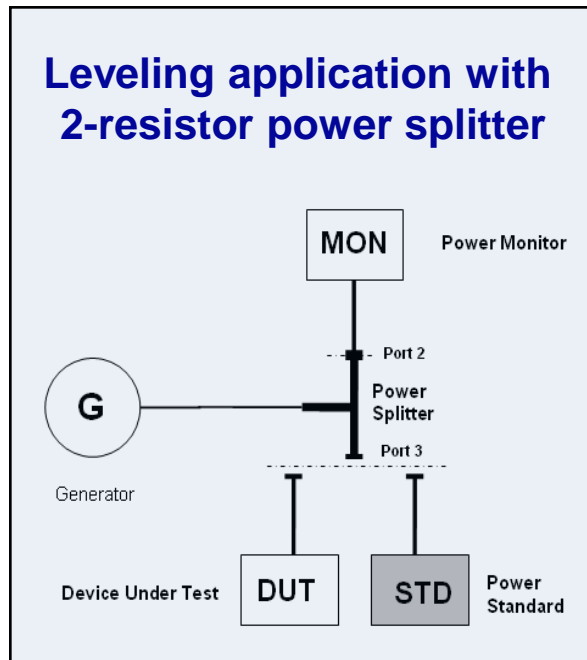 Leveling application with
2-resistor power splitter
MON
Power Monitor
Port 2
Power
Splitter
G
Port 3
Generator
Device Under Test
DUT
STD
Power
Standard